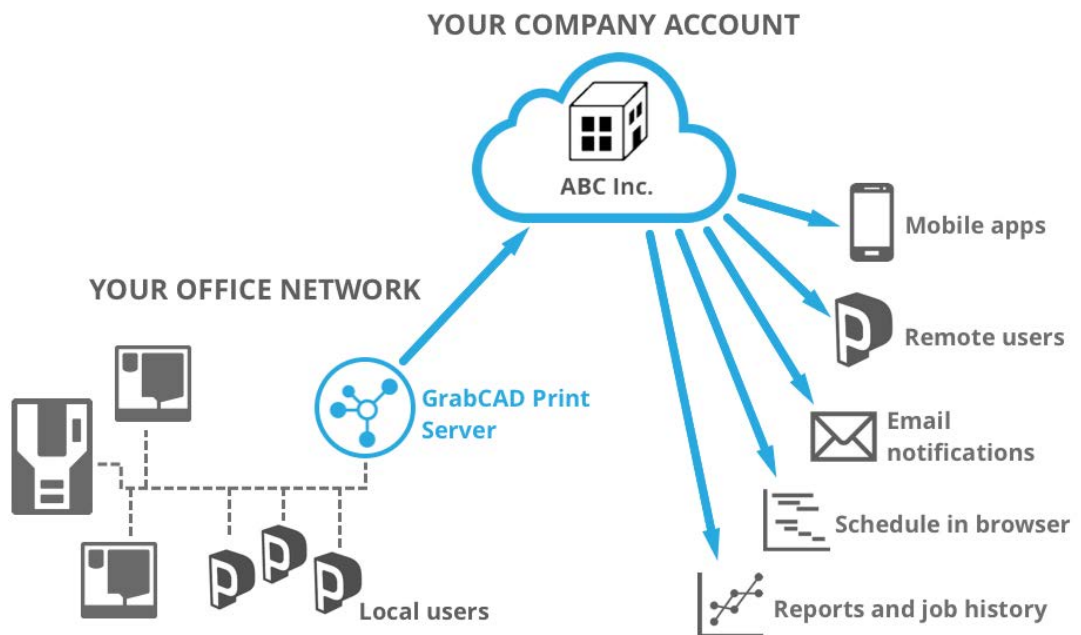 YOUR COMPANY ACCOUNT
ABC Inc.
Mobile apps
YOUR OFFICE NETWORK
Remote users
GrabCAD Print
Server
Email
notifications
Schedule in browser
Local users
Reports and job history